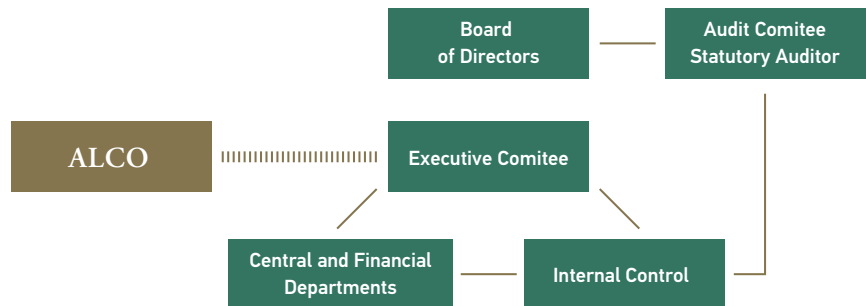 Board
of Directors
Audit Comitee
Statutory Auditor
ALCO
Executive Comitee
Central and Financial
Departments
Internal Control